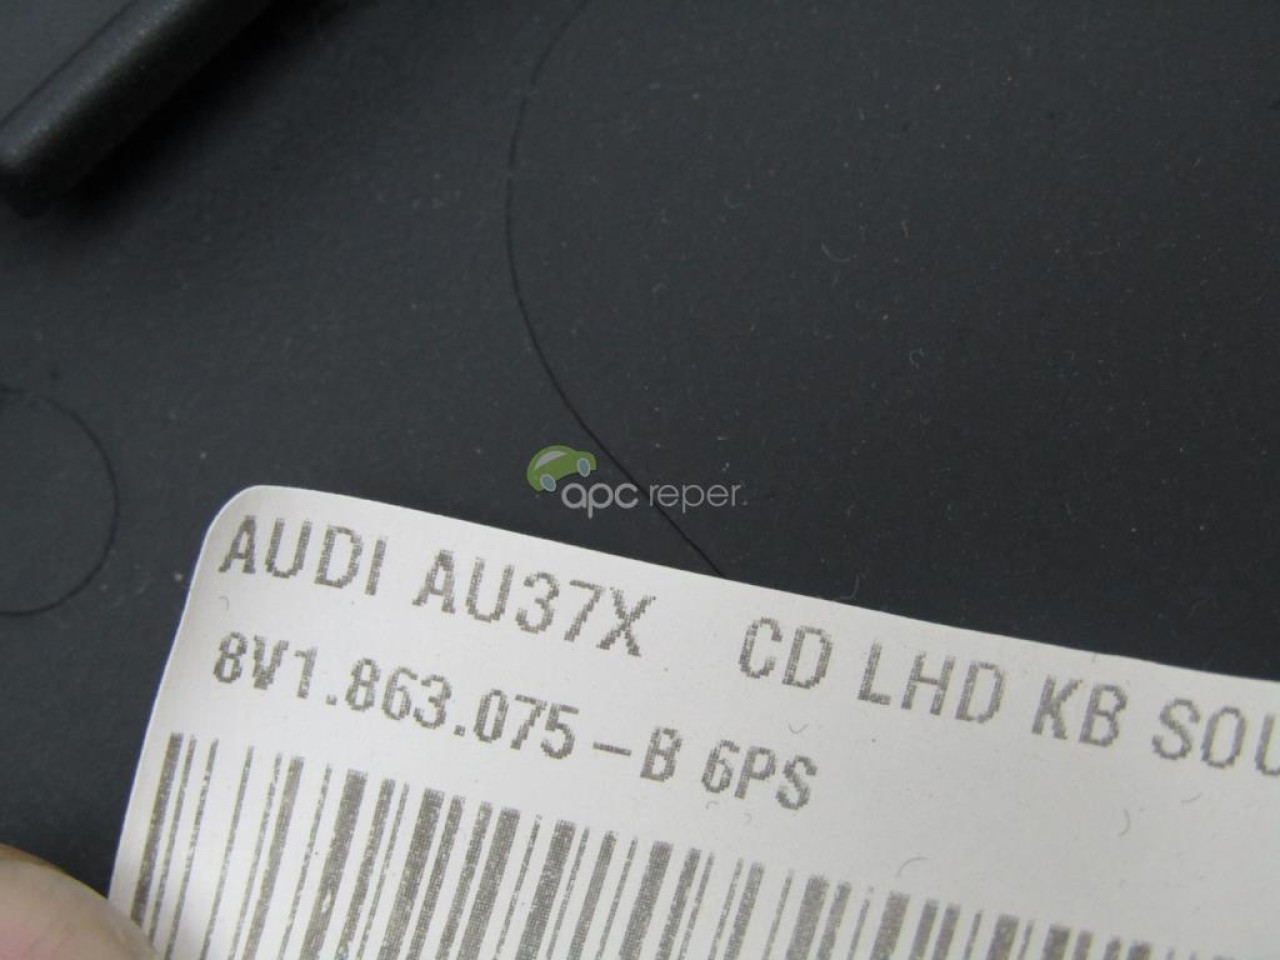 apc reper.
AUDI AU37X CD LHD KB SOU
8V1.863.075-B 6PS